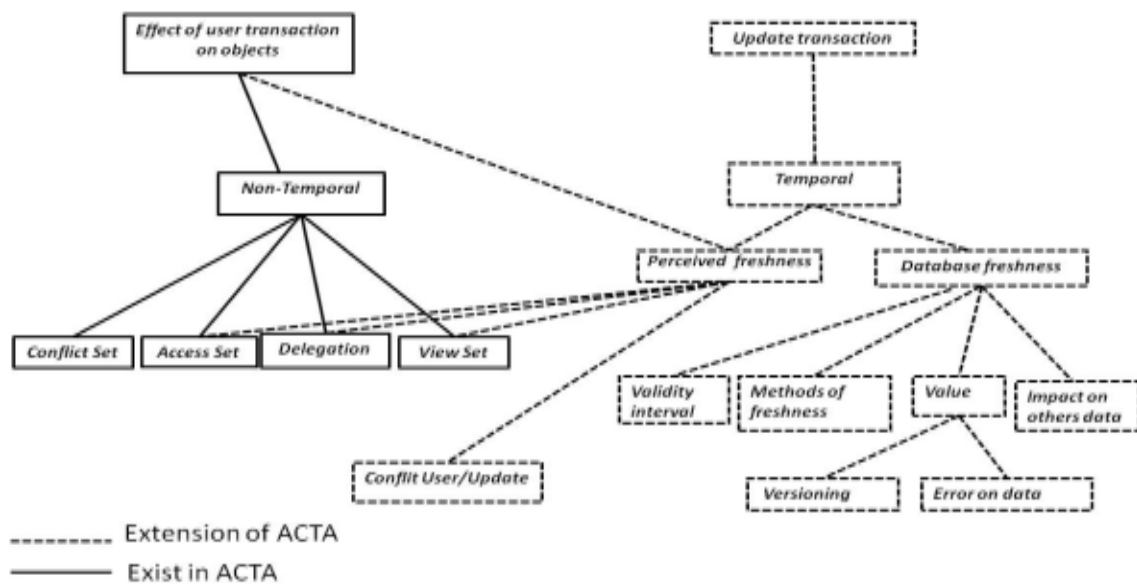 Effect of user transaction
on objects
Update transaction
Non-Temporal
Temporal
Perceived freshness
Database freshness
Conflict Set
Access Set
Delegation
View Set
Validity
interval
Methods of
freshness
Value
Impact on
others data
Conflit User/Update
Versioning
Error on data
Extension of ACTA
Exist in ACTA